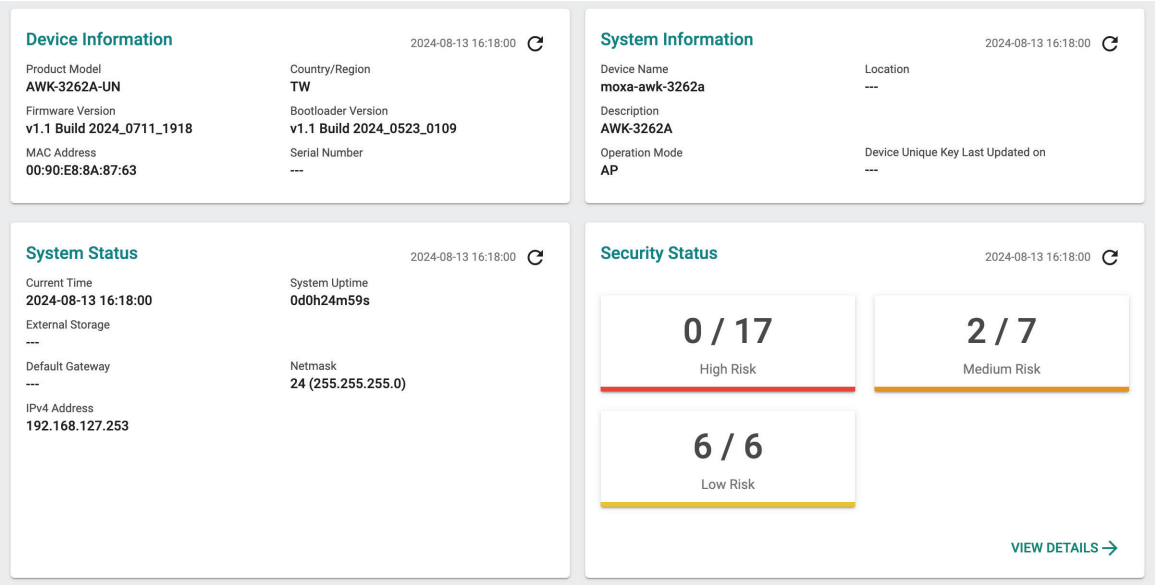 Device Information
2024-08-13 16:18:00
Product Model
AWK-3262A-UN
Country/Region
TW
Firmware Version
v1.1 Build 2024_0711_1918
Bootloader Version
v1.1 Build 2024_0523_0109
MAC Address
00:90:E8:8A:87:63
Serial Number
---
System Information
2024-08-13 16:18:00
Device Name
moxa-awk-3262a
Location
---
Description
AWK-3262A
Operation Mode
AP
Device Unique Key Last Updated on
---
System Status
2024-08-13 16:18:00
Current Time
2024-08-13 16:18:00
System Uptime
0d0h24m59s
External Storage
---
Default Gateway
---
Netmask
24 (255.255.255.0)
IPv4 Address
192.168.127.253
Security Status
2024-08-13 16:18:00
0 / 17
High Risk
2 / 7
Medium Risk
6 / 6
Low Risk
VIEW DETAILS